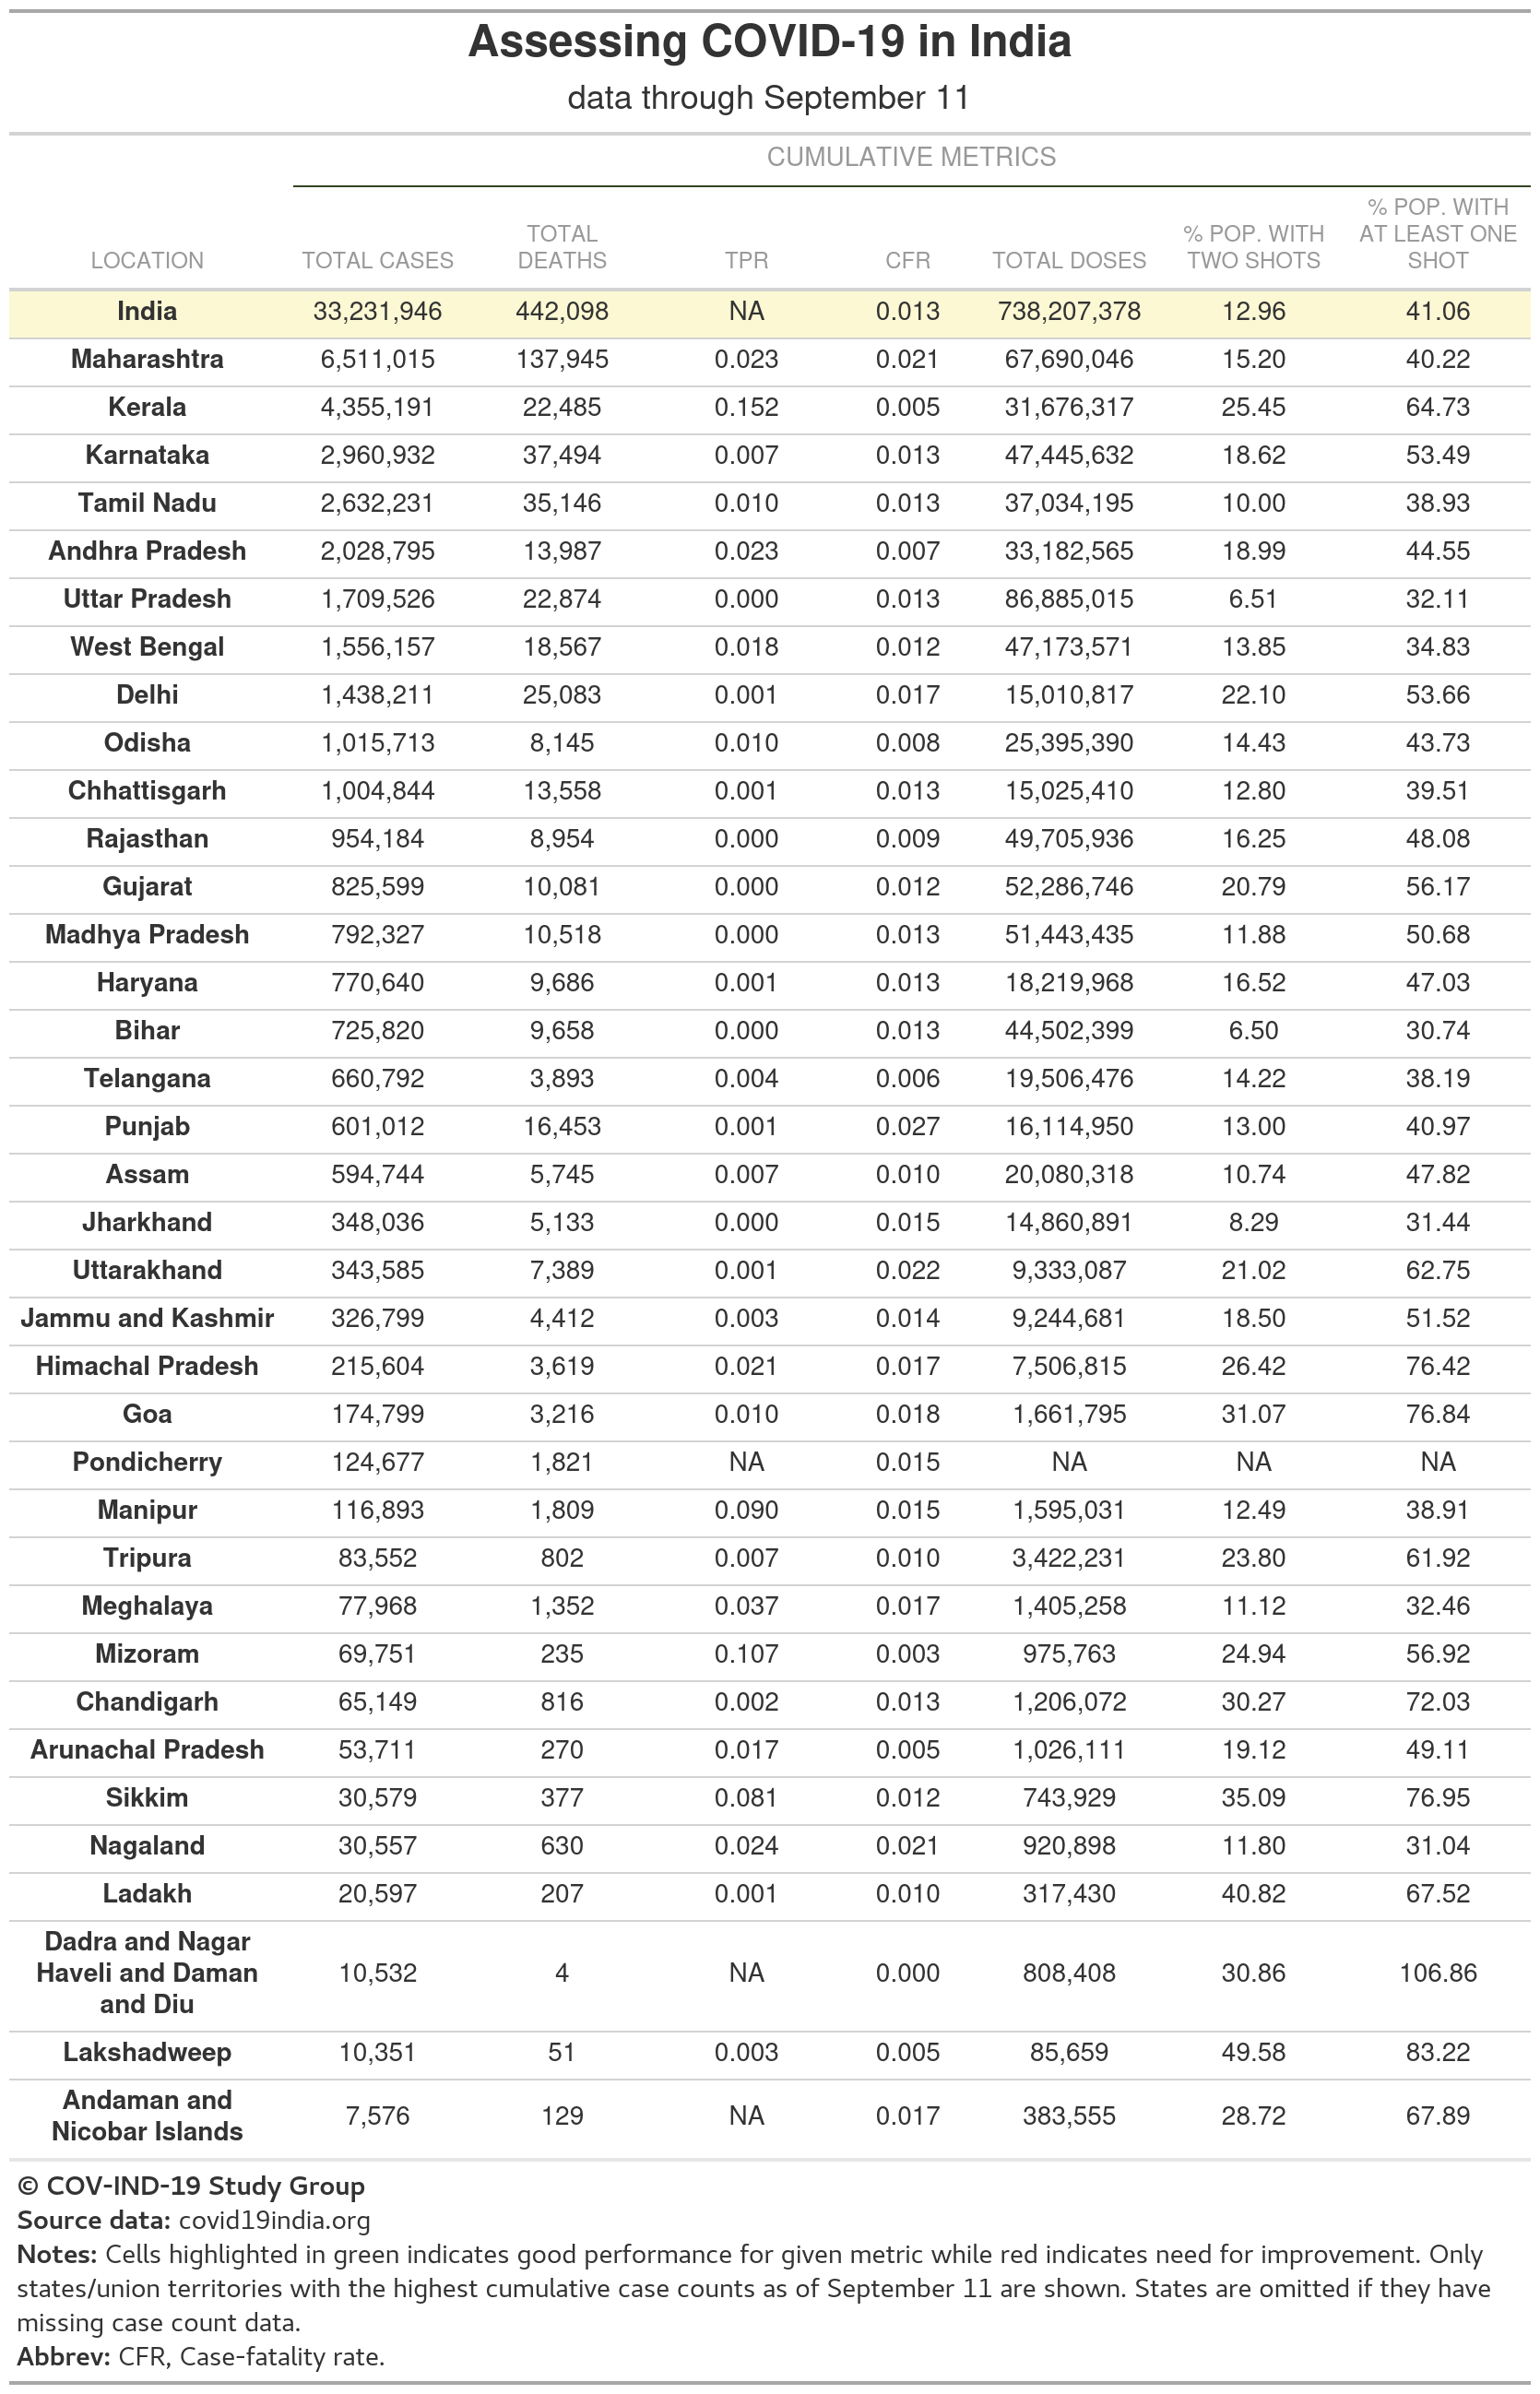 Assessing COVID-19 in India
data through September 11
CUMULATIVE METRICS
LOCATION TOTAL CASES TOTAL DEATHS TPR CFR TOTAL DOSES % POP. WITH TWO SHOTS % POP. WITH AT LEAST ONE SHOT
India 33,231,946 442,098 NA 0.013 738,207,378 12.96 41.06
Maharashtra 6,511,015 137,945 0.023 0.021 67,690,046 15.20 40.22
Kerala 4,355,191 22,485 0.152 0.005 31,676,317 25.45 64.73
Karnataka 2,960,932 37,494 0.007 0.013 47,445,632 18.62 53.49
Tamil Nadu 2,632,231 35,146 0.010 0.013 37,034,195 10.00 38.93
Andhra Pradesh 2,028,795 13,987 0.023 0.007 33,182,565 18.99 44.55
Uttar Pradesh 1,709,526 22,874 0.000 0.013 86,885,015 6.51 32.11
West Bengal 1,556,157 18,567 0.018 0.012 47,173,571 13.85 34.83
Delhi 1,438,211 25,083 0.001 0.017 15,010,817 22.10 53.66
Odisha 1,015,713 8,145 0.010 0.008 25,395,390 14.43 43.73
Chhattisgarh 1,004,844 13,558 0.001 0.013 15,025,410 12.80 39.51
Rajasthan 954,184 8,954 0.000 0.009 49,705,936 16.25 48.08
Gujarat 825,599 10,081 0.000 0.012 52,286,746 20.79 56.17
Madhya Pradesh 792,327 10,518 0.000 0.013 51,443,435 11.88 50.68
Haryana 770,640 9,686 0.001 0.013 18,219,968 16.52 47.03
Bihar 725,820 9,658 0.000 0.013 44,502,399 6.50 30.74
Telangana 660,792 3,893 0.004 0.006 19,506,476 14.22 38.19
Punjab 601,012 16,453 0.001 0.027 16,114,950 13.00 40.97
Assam 594,744 5,745 0.007 0.010 20,080,318 10.74 47.82
Jharkhand 348,036 5,133 0.000 0.015 14,860,891 8.29 31.44
Uttarakhand 343,585 7,389 0.001 0.022 9,333,087 21.02 62.75
Jammu and Kashmir 326,799 4,412 0.003 0.014 9,244,681 18.50 51.52
Himachal Pradesh 215,604 3,619 0.021 0.017 7,506,815 26.42 76.42
Goa 174,799 3,216 0.010 0.018 1,661,795 31.07 76.84
Pondicherry 124,677 1,821 NA 0.015 NA NA NA
Manipur 116,893 1,809 0.090 0.015 1,595,031 12.49 38.91
Tripura 83,552 802 0.007 0.010 3,422,231 23.80 61.92
Meghalaya 77,968 1,352 0.037 0.017 1,405,258 11.12 32.46
Mizoram 69,751 235 0.107 0.003 975,763 24.94 56.92
Chandigarh 65,149 816 0.002 0.013 1,206,072 30.27 72.03
Arunachal Pradesh 53,711 270 0.017 0.005 1,026,111 19.12 49.11
Sikkim 30,579 377 0.081 0.012 743,929 35.09 76.95
Nagaland 30,557 630 0.024 0.021 920,898 11.80 31.04
Ladakh 20,597 207 0.001 0.010 317,430 40.82 67.52
Dadra and Nagar
Haveli and Daman 10,532 4 NA 0.000 808,408 30.86 106.86
and Diu
Lakshadweep 10,351 51 0.003 0.005 85,659 49.58 83.22
Andaman and
Nicobar Islands 7,576 129 NA 0.017 383,555 28.72 67.89
© COV-IND-19 Study Group
Source data: covid19india.org
Notes: Cells highlighted in green indicates good performance for given metric while red indicates need for improvement. Only
states/union territories with the highest cumulative case counts as of September 11 are shown. States are omitted if they have
missing case count data.
Abbrev: CFR, Case-fatality rate.